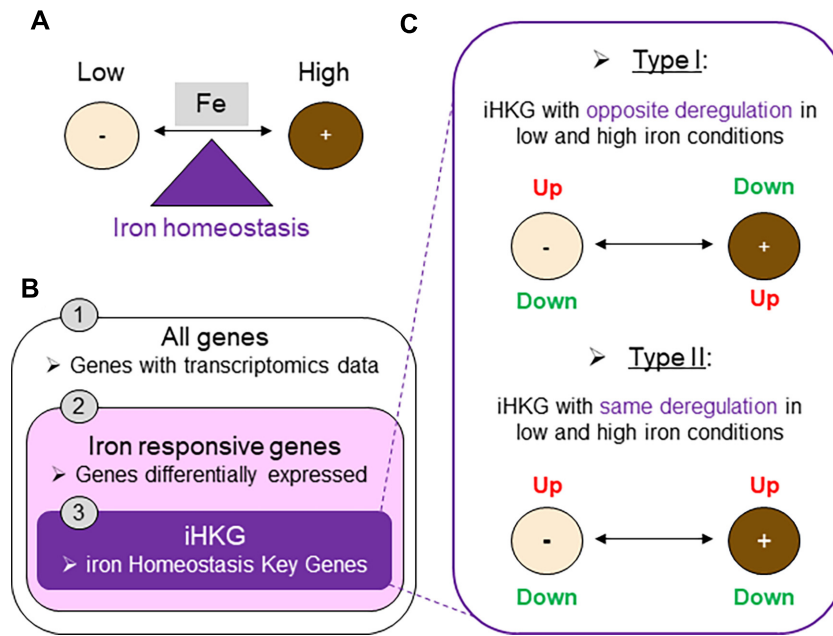 A
Low
High
Fe
-
+
Iron homeostasis
B
1
All genes
➢ Genes with transcriptomics data
2
Iron responsive genes
➢ Genes differentially expressed
3
iHKG
➢ iron Homeostasis Key Genes
C
➢ Type I:
iHKG with opposite deregulation in
low and high iron conditions
Up
Down
-
+
Down
Up
➢ Type II:
iHKG with same deregulation in
low and high iron conditions
Up
Up
-
+
Down
Down